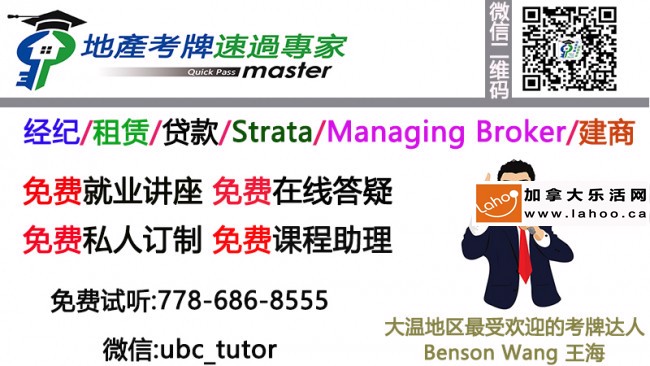 地產考牌速過專家
Quick Pass master
微信二维码
经纪/租赁/贷款/Strata/Managing Broker/建商
免费就业讲座 免费在线答疑
免费私人订制 免费课程助理
Lahoo 加拿大乐活网
www.lahoo.ca
免费试听:778-686-8555
微信:ubc_tutor
大温地区最受欢迎的考牌达人
Benson Wang 王海